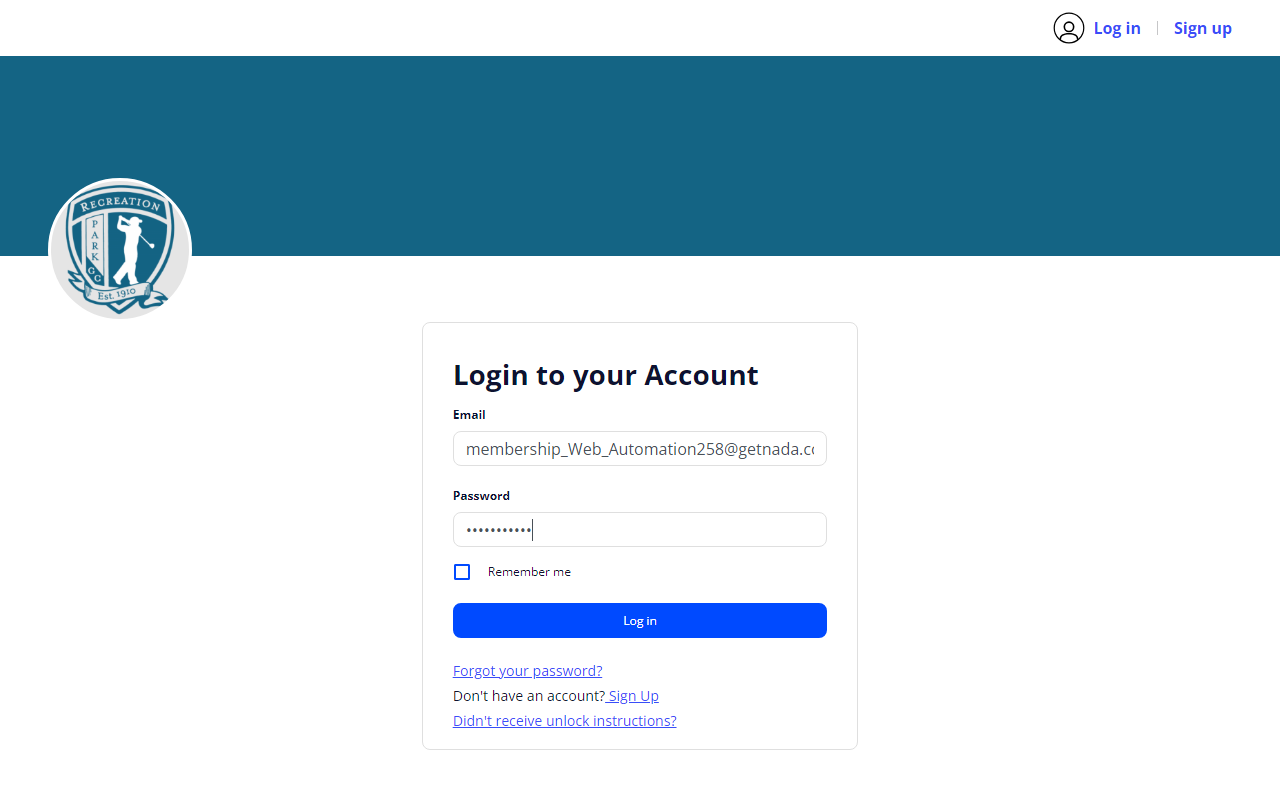 Log in
Sign up
RECREATION
PARK
GC
Est. 1910
Login to your Account
Email
membership_Web_Automation258@getnada.co
Password
•••••••••••
Remember me
Log in
Forgot your password?
Don't have an account? Sign Up
Didn't receive unlock instructions?